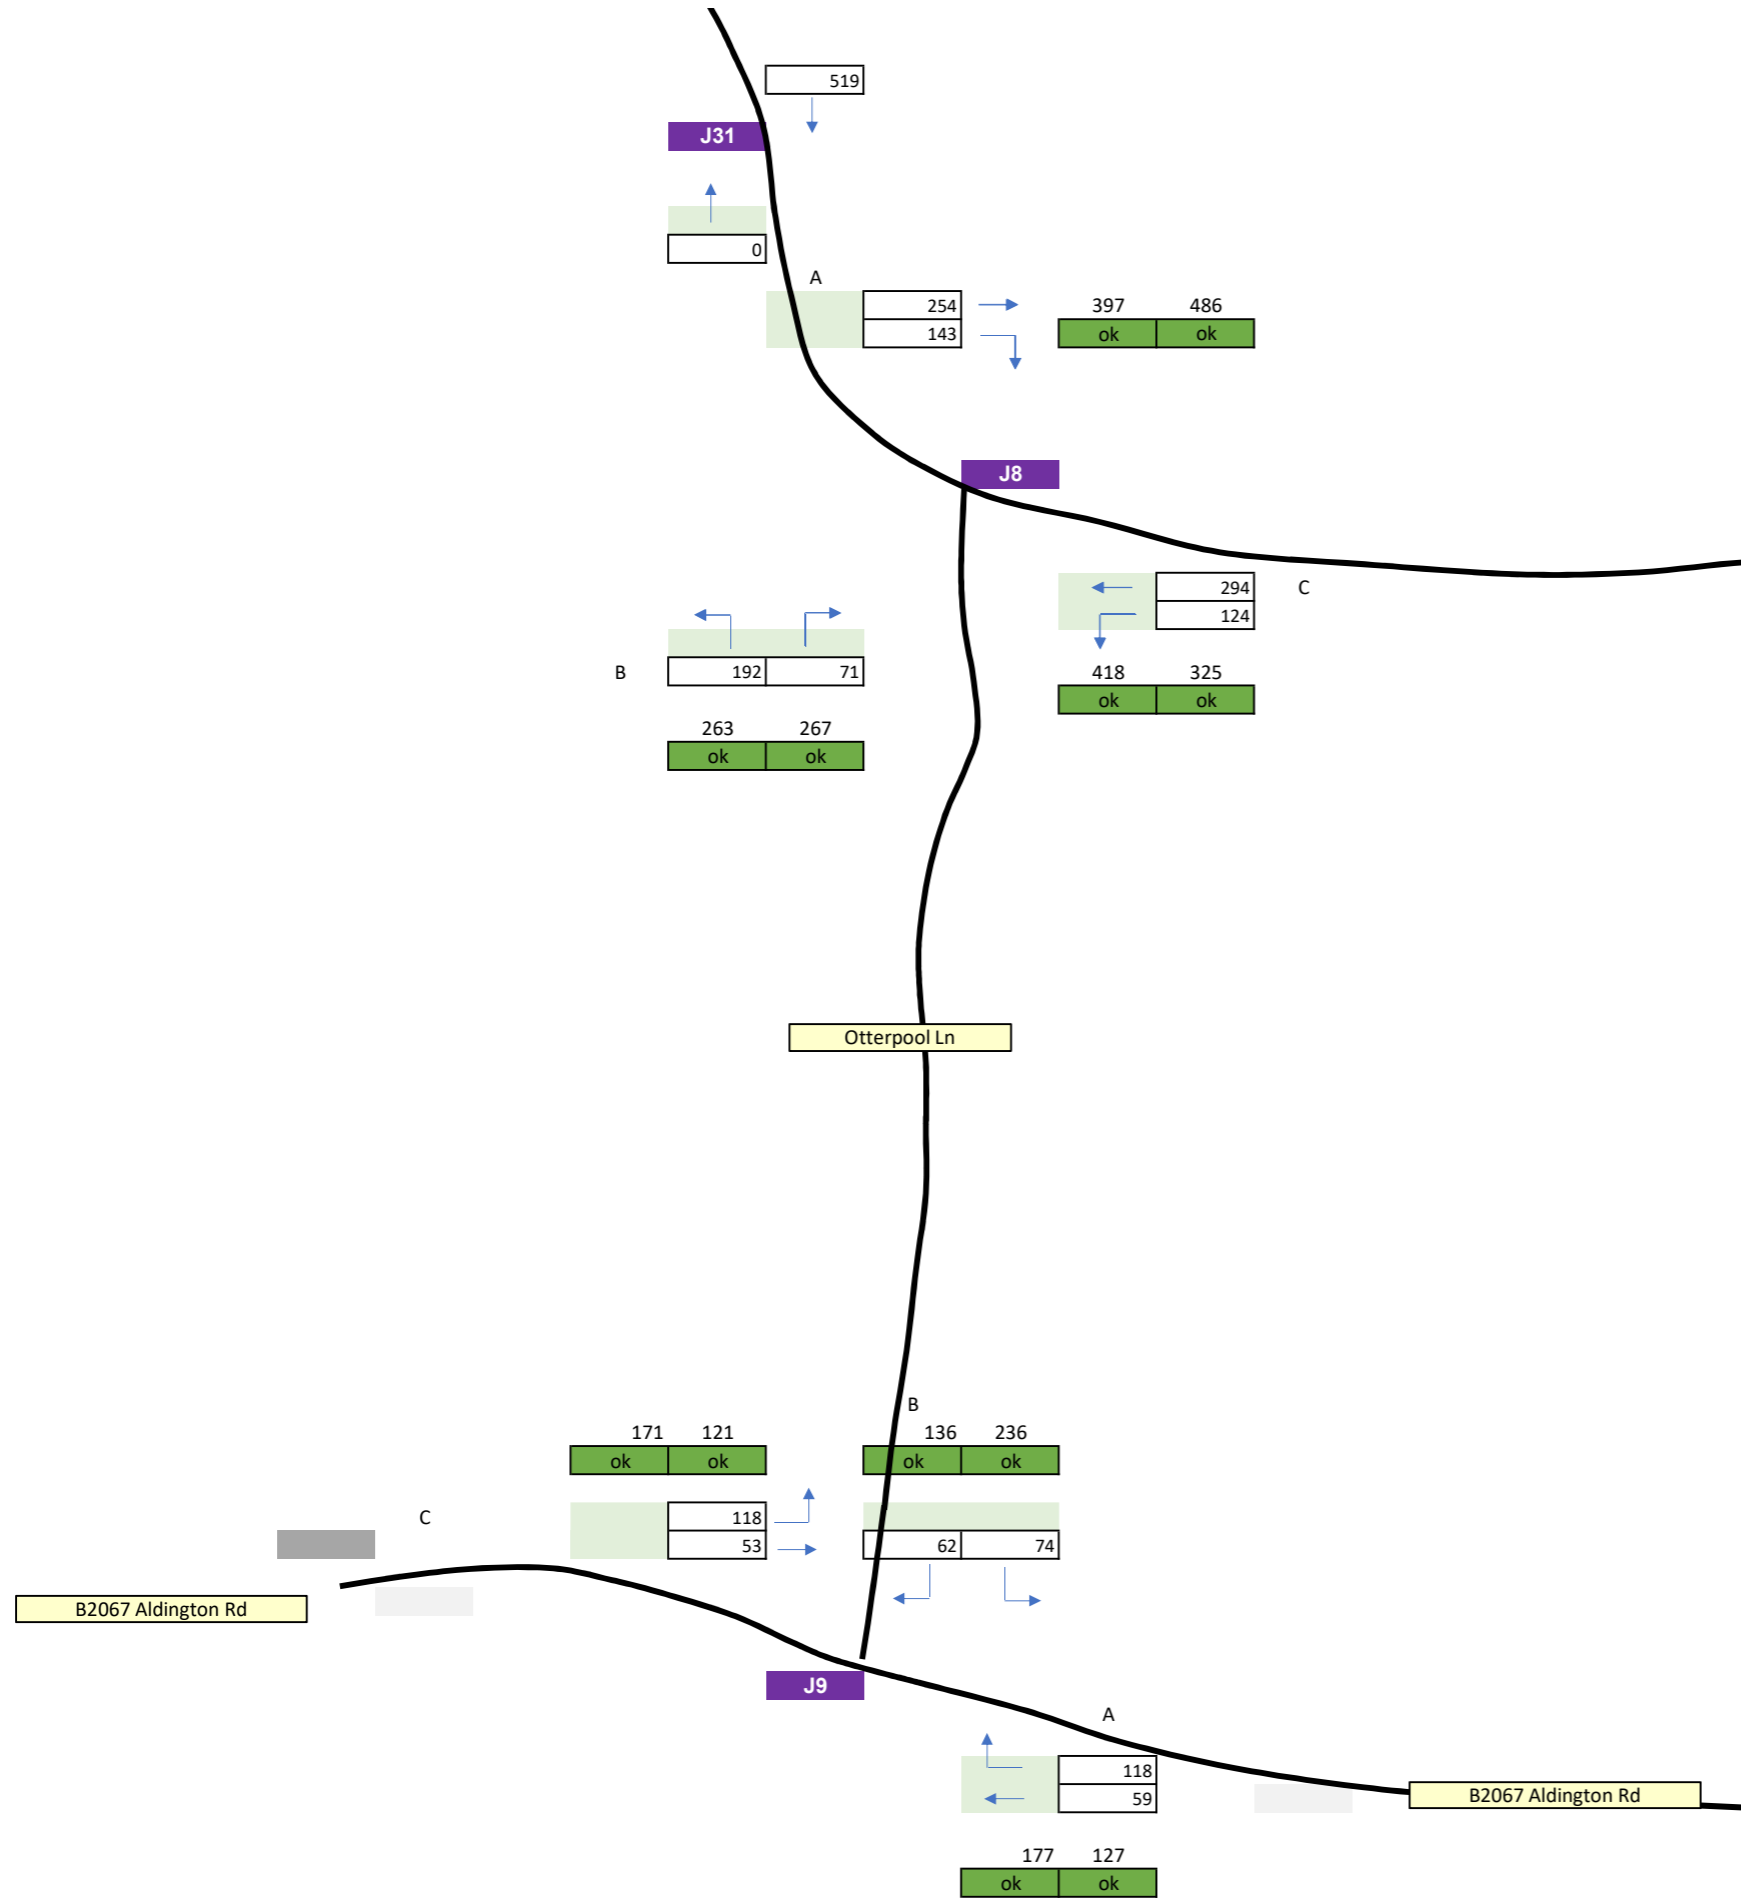 519
J31
0
A
254
397 486
143
ok ok
J8
294 C
124
B 192 71
418 325
ok ok
263 267
ok ok
Otterpool Ln
B
171 121 136 236
ok ok ok ok
C 118
53 62 74
B2067 Aldington Rd
J9
A
118
59
B2067 Aldington Rd
177 127
ok ok